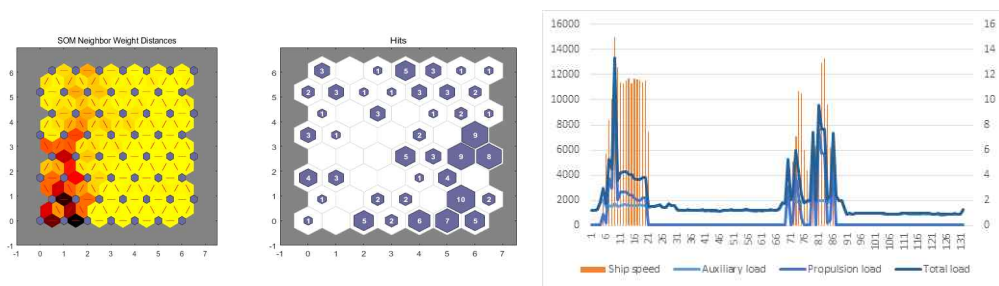 SOM Neighbor Weight Distances
6
5
4
3
2
1
0
-1
-1 0 1 2 3 4 5 6 7
Hits
6
5
4
3
2
1
0
-1
3 1 5 3 1 1
2 3 3 1 3 3 2
1 3 1 2 1
3 1 2 9
5 3 9 8
4 3 1 4
1 2 2 10 2
1 5 2 6 7 5
-1 0 1 2 3 4 5 6 7
16000
14000
12000
10000
8000
6000
4000
2000
0
16
14
12
10
8
6
4
2
0
1 6 11 16 21 26 31 36 41 46 51 56 61 66 71 76 81 86 91 96 101 106 111 116 121 126 131
Ship speed Auxiliary load Propulsion load Total load